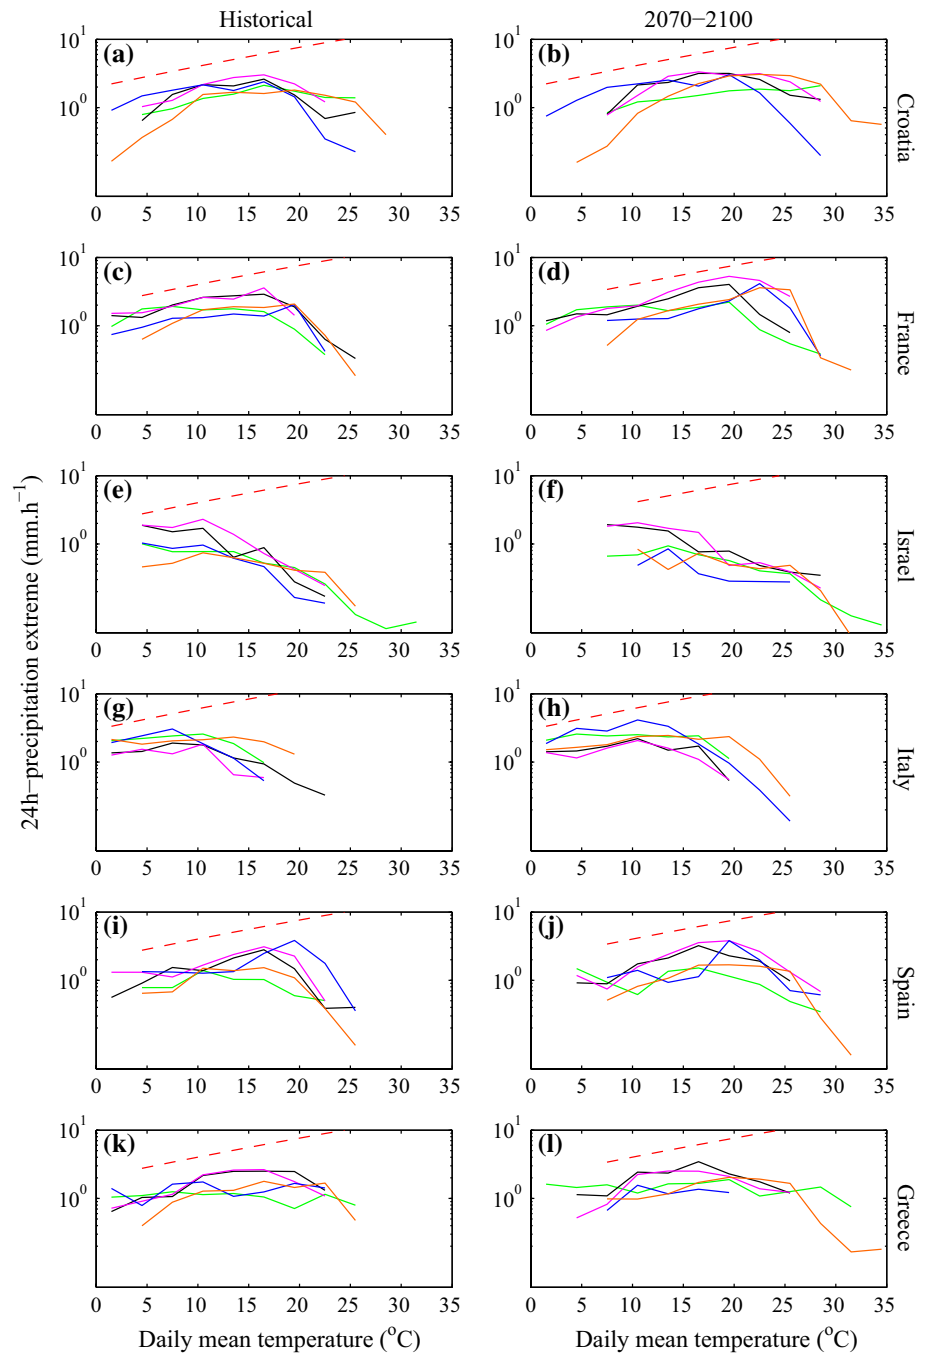 Historical 2070−2100
(a) (b)
10¹ 10⁰ 10¹ 10⁰
0 5 10 15 20 25 30 35 0 5 10 15 20 25 30 35
Croatia
(c) (d)
10¹ 10⁰ 10¹ 10⁰
0 5 10 15 20 25 30 35 0 5 10 15 20 25 30 35
France
(e) (f)
10¹ 10⁰ 10¹ 10⁰
0 5 10 15 20 25 30 35 0 5 10 15 20 25 30 35
Israel
24h−precipitation extreme (mm.h⁻¹)
(g) (h)
10¹ 10⁰ 10¹ 10⁰
0 5 10 15 20 25 30 35 0 5 10 15 20 25 30 35
Italy
(i) (j)
10¹ 10⁰ 10¹ 10⁰
0 5 10 15 20 25 30 35 0 5 10 15 20 25 30 35
Spain
(k) (l)
10¹ 10⁰ 10¹ 10⁰
0 5 10 15 20 25 30 35 0 5 10 15 20 25 30 35
Greece
Daily mean temperature (°C) Daily mean temperature (°C)